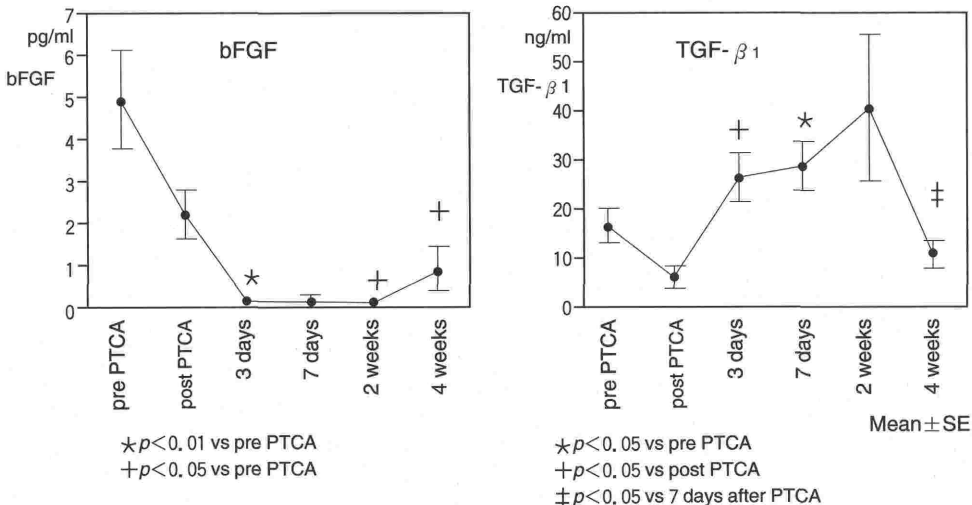 7
pg/ml
bFGF
6
bFGF
5
4
3
2
1
0
pre PTCA
post PTCA
3 days
7 days
2 weeks
4 weeks
★ + +
★p<0.01 vs pre PTCA
+p<0.05 vs pre PTCA
60
ng/ml
TGF-β1
50
TGF-β1
40
30
20
10
0
pre PTCA
post PTCA
3 days
7 days
2 weeks
4 weeks
+ ★ ‡
Mean±SE
★p<0.05 vs pre PTCA
+p<0.05 vs post PTCA
‡p<0.05 vs 7 days after PTCA